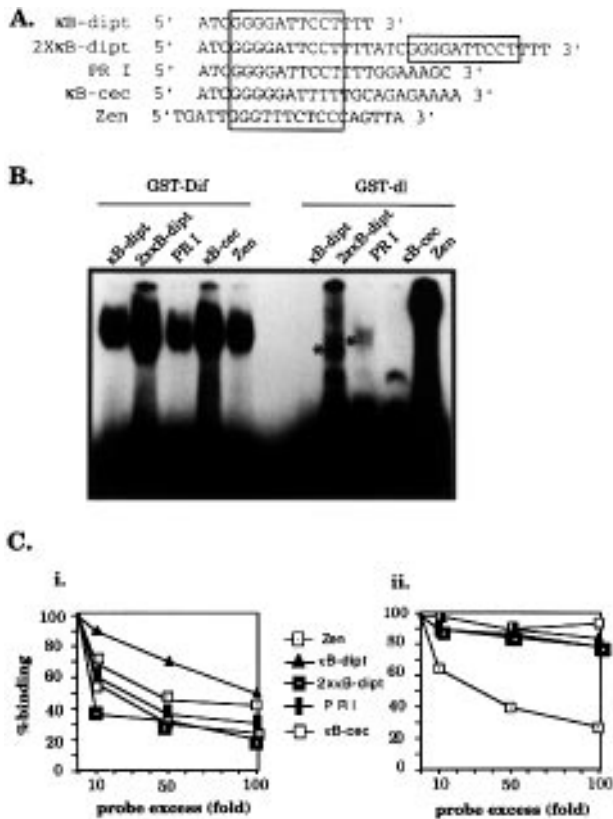 A.
κB-dipt 5' ATCGGGGATTCCTTTT 3'
2XκB-dipt 5' ATCGGGGATTCCTTTTATCGGGGATTCCTTTT 3'
PR I 5' ATCGGGGATTCCTTTTGGAAAGC 3'
κB-cec 5' ATCGGGGGATTTTTGCAGAGAAAA 3'
Zen 5'TGATTGGGTTTCTCCCAGTTA 3'
B.
GST-Dif GST-dl
κB-dipt 2xκB-dipt PR I κB-cec Zen κB-dipt 2xκB-dipt PR I κB-cec Zen
C.
i. ii.
%binding
100
80
60
40
20
0
10 50 100
probe excess (fold)
Zen
κB-dipt
2xκB-dipt
P R I
κB-cec
100
80
60
40
20
0
10 50 100
probe excess (fold)